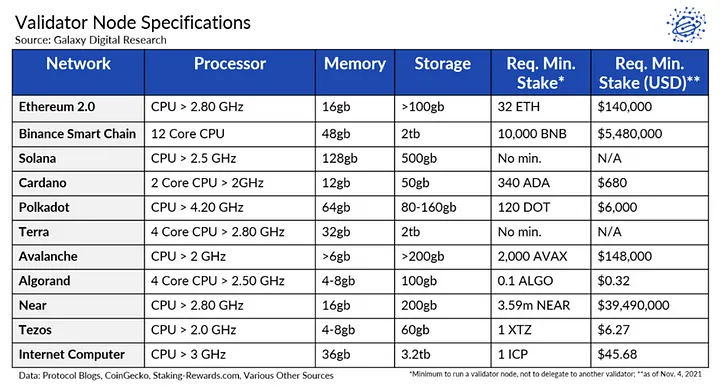 Validator Node Specifications
Source: Galaxy Digital Research
Network Processor Memory Storage Req. Min. Stake* Req. Min. Stake (USD)**
Ethereum 2.0 CPU > 2.80 GHz 16gb >100gb 32 ETH $140,000
Binance Smart Chain 12 Core CPU 48gb 2tb 10,000 BNB $5,480,000
Solana CPU > 2.5 GHz 128gb 500gb No min. N/A
Cardano 2 Core CPU > 2GHz 12gb 50gb 340 ADA $680
Polkadot CPU > 4.20 GHz 64gb 80-160gb 120 DOT $6,000
Terra 4 Core CPU > 2.80 GHz 32gb 2tb No min. N/A
Avalanche CPU > 2 GHz >6gb >200gb 2,000 AVAX $148,000
Algorand 4 Core CPU > 2.50 GHz 4-8gb 100gb 0.1 ALGO $0.32
Near CPU > 2.80 GHz 16gb 200gb 3.59m NEAR $39,490,000
Tezos CPU > 2.0 GHz 4-8gb 60gb 1 XTZ $6.27
Internet Computer CPU > 3 GHz 36gb 3.2tb 1 ICP $45.68
Data: Protocol Blogs, CoinGecko, Staking-Rewards.com, Various Other Sources *Minimum to run a validator node, not to delegate to another validator; **as of Nov. 4, 2021